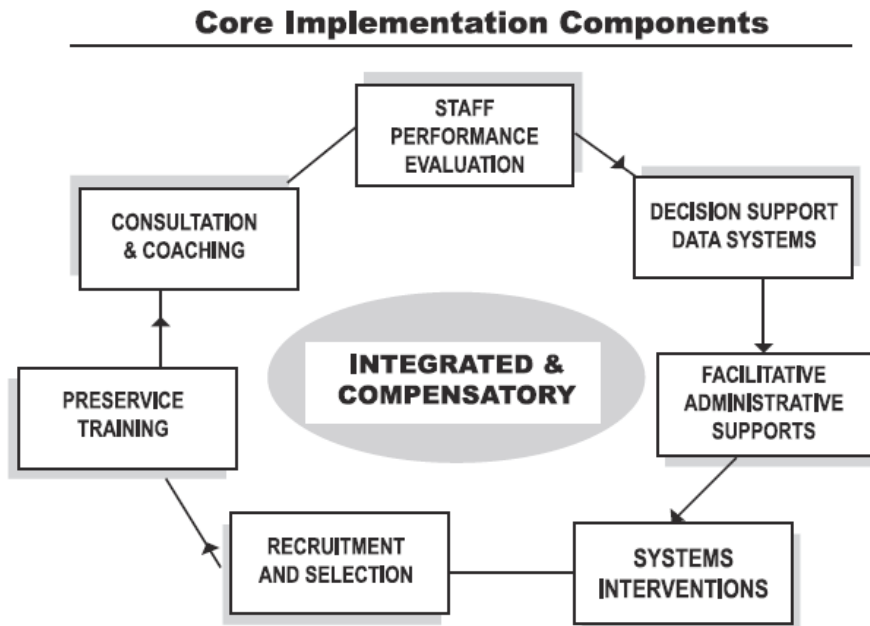 Core Implementation Components
STAFF
PERFORMANCE
EVALUATION
CONSULTATION
& COACHING
DECISION SUPPORT
DATA SYSTEMS
INTEGRATED &
COMPENSATORY
PRESERVICE
TRAINING
FACILITATIVE
ADMINISTRATIVE
SUPPORTS
RECRUITMENT
AND SELECTION
SYSTEMS
INTERVENTIONS